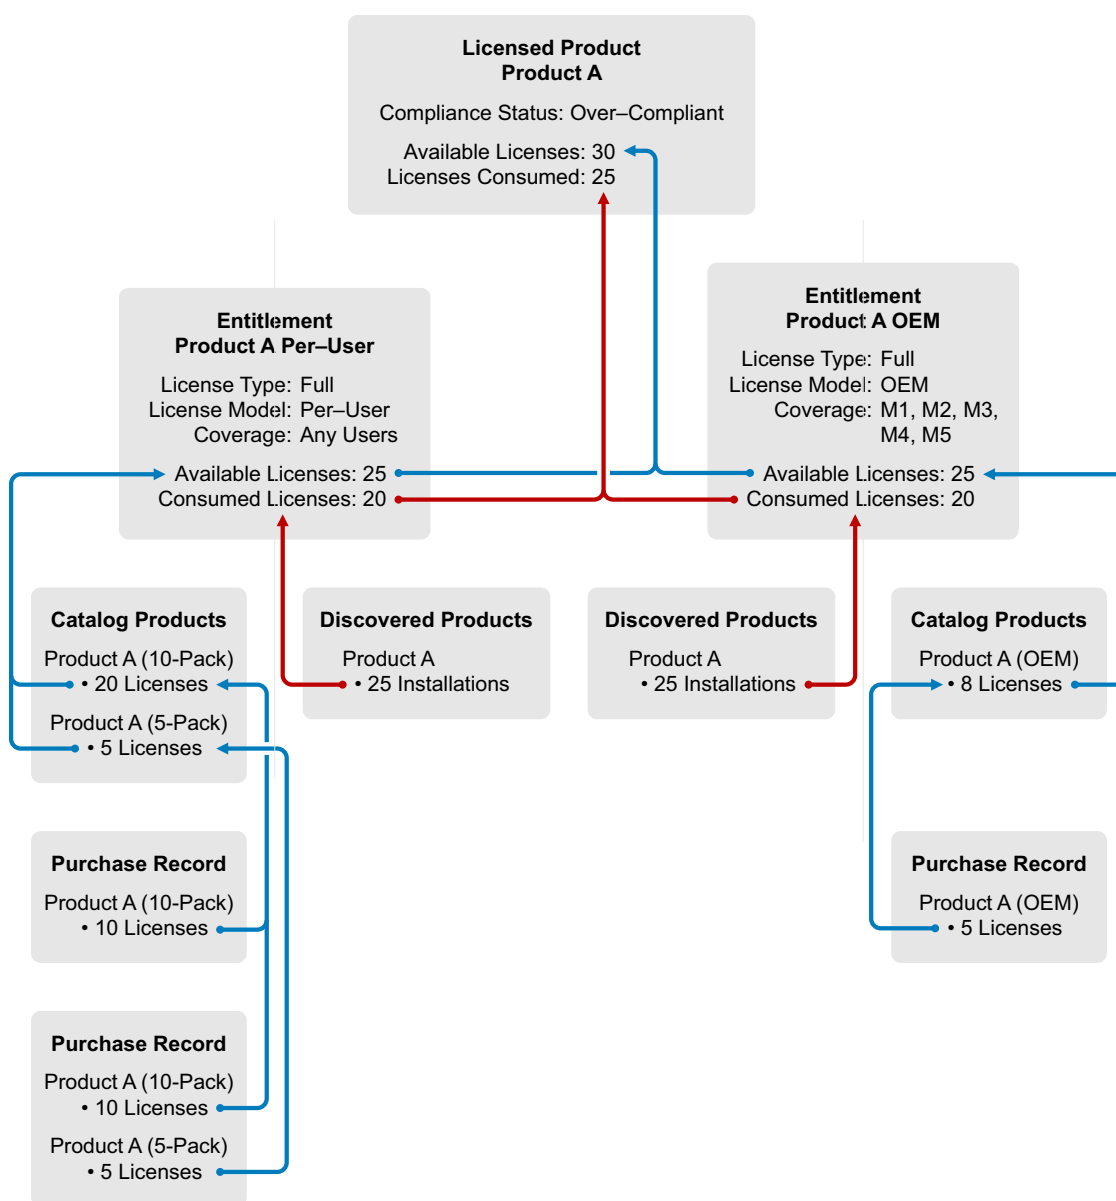 Licensed Product
Product A
Compliance Status: Over–Compliant
Available Licenses: 30
Licenses Consumed: 25
Entitlement
Product A Per–User
License Type: Full
License Model: Per–User
Coverage: Any Users
Available Licenses: 25
Consumed Licenses: 20
Entitlement
Product A OEM
License Type: Full
License Model: OEM
Coverage: M1, M2, M3,
M4, M5
Available Licenses: 25
Consumed Licenses: 20
Catalog Products
Product A (10-Pack)
• 20 Licenses
Product A (5-Pack)
• 5 Licenses
Discovered Products
Product A
• 25 Installations
Discovered Products
Product A
• 25 Installations
Catalog Products
Product A (OEM)
• 8 Licenses
Purchase Record
Product A (10-Pack)
• 10 Licenses
Purchase Record
Product A (OEM)
• 5 Licenses
Purchase Record
Product A (10-Pack)
• 10 Licenses
Product A (5-Pack)
• 5 Licenses